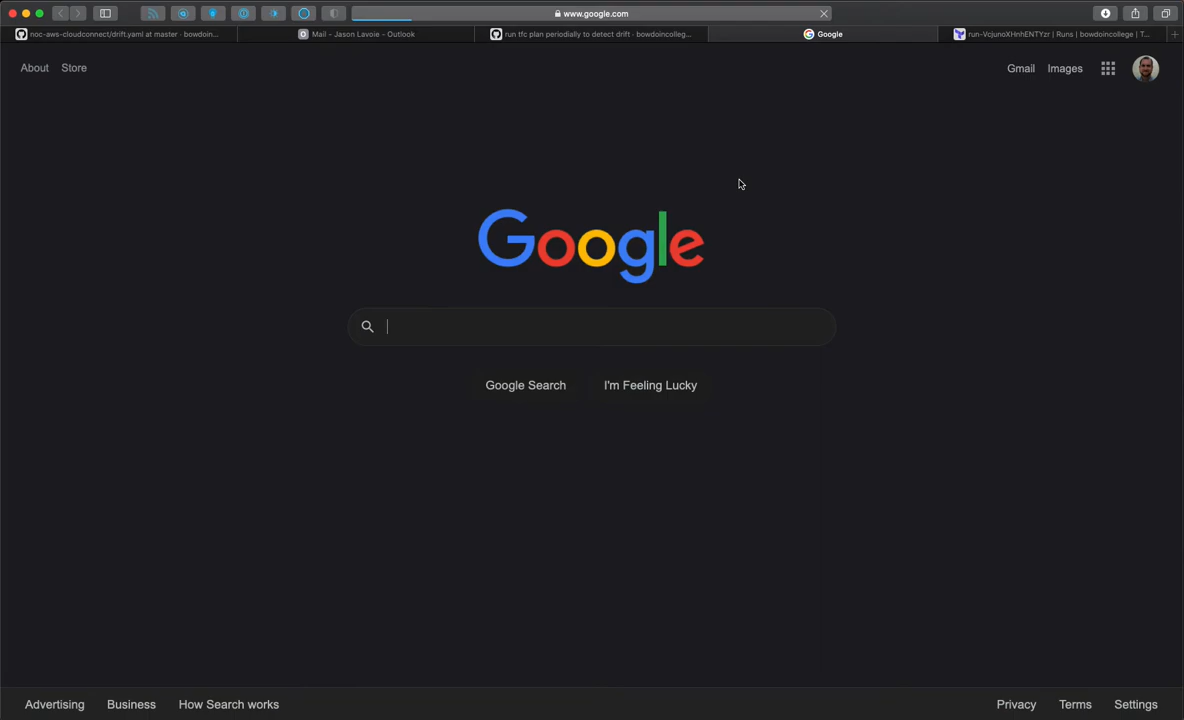 www.google.com
noc-aws-cloudconnect/drift.yaml at master · bowdoin...
Mail - Jason Lavoie - Outlook
run tfc plan periodially to detect drift · bowdoincolleg...
Google
run-VcjunoXHnhENTYzr | Runs | bowdoincollege | T...
About Store
Gmail Images
Google
Google Search I'm Feeling Lucky
Advertising Business How Search works
Privacy Terms Settings